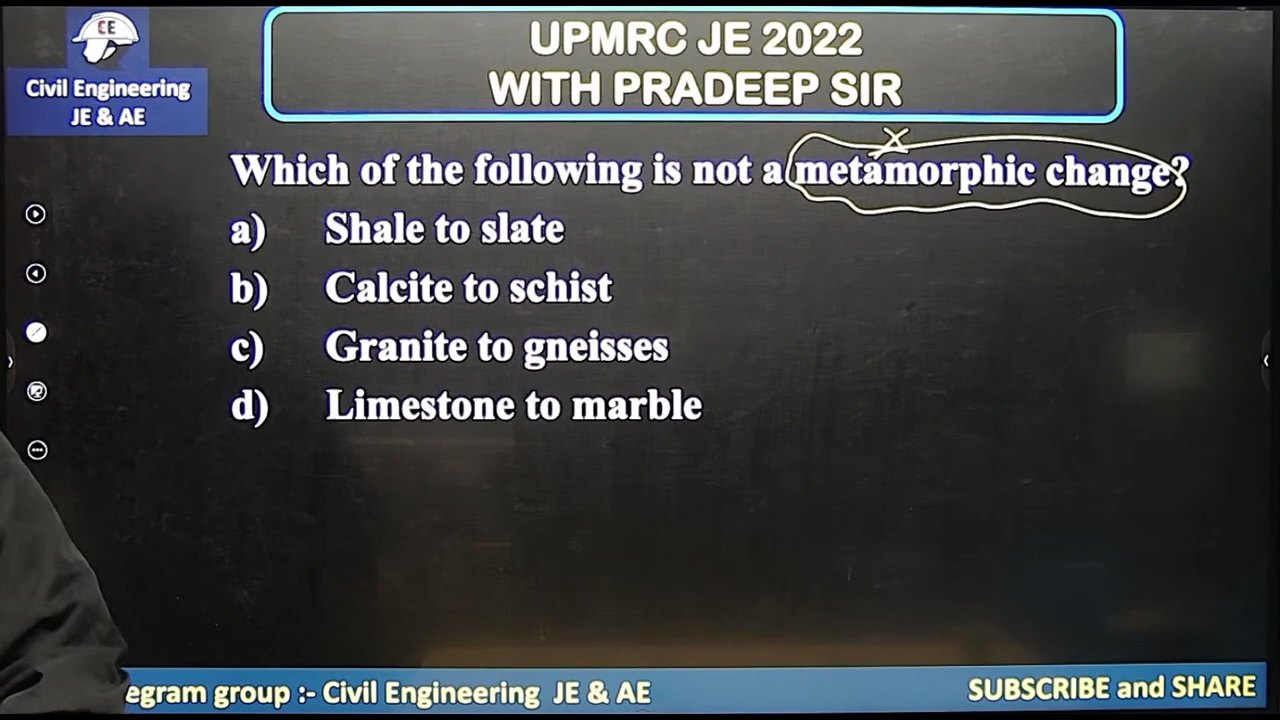 CE
Civil Engineering
JE & AE
UPMRC JE 2022
WITH PRADEEP SIR
Which of the following is not a metamorphic change?
a) Shale to slate
b) Calcite to schist
c) Granite to gneisses
d) Limestone to marble
egram group :- Civil Engineering JE & AE
SUBSCRIBE and SHARE